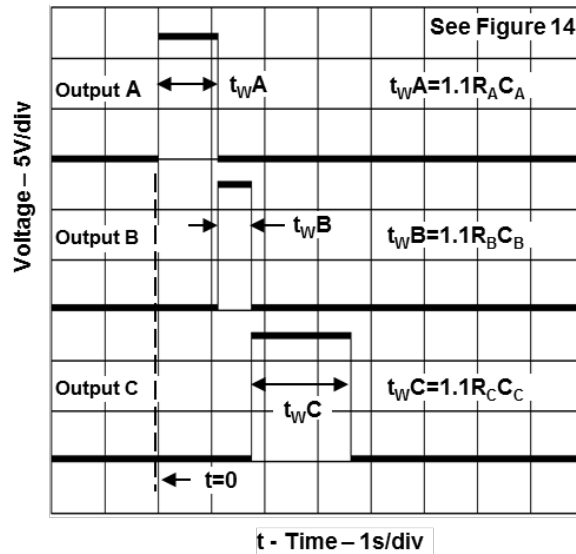 See Figure 14
Output A
tWA
tWA=1.1RACA
Voltage – 5V/div
Output B
tWB
tWB=1.1RBCB
Output C
tWC
tWC=1.1RCCC
t=0
t - Time – 1s/div